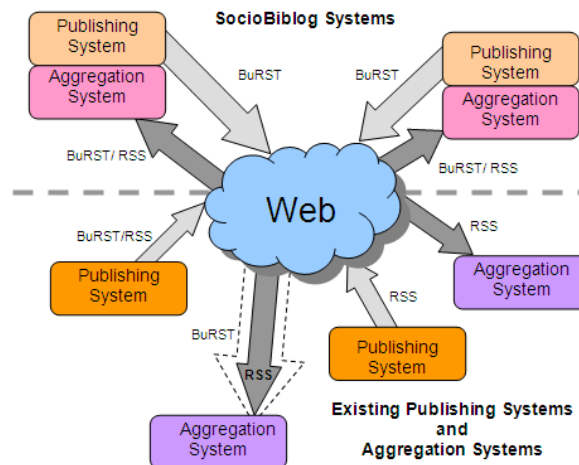 SocioBiblog Systems
Publishing
System
Aggregation
System
BuRST
BuRST
Publishing
System
Aggregation
System
BuRST/ RSS
BuRST/ RSS
Web
BuRST/RSS
RSS
Publishing
System
Aggregation
System
BuRST
RSS
RSS
Publishing
System
Aggregation
System
Existing Publishing Systems
and
Aggregation Systems